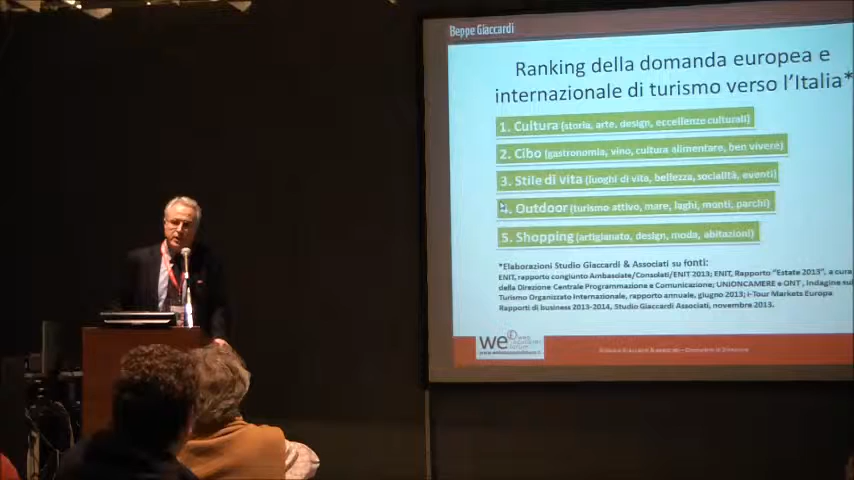 Beppe Giaccardi
Ranking della domanda europea e
internazionale di turismo verso l'Italia*
1. Cultura (storia, arte, design, eccellenze culturali)
2. Cibo (gastronomia, vino, cultura alimentare, ben vivere)
3. Stile di vita (luoghi di vita, bellezza, socialità, eventi)
4. Outdoor (turismo attivo, mare, laghi, monti, parchi)
5. Shopping (artigianato, design, moda, abitazioni)
*Elaborazioni Studio Giaccardi & Associati su fonti:
ENIT, rapporto congiunto Ambasciate/Consolati/ENIT 2013; ENIT, Rapporto "Estate 2013", a cura
della Direzione Centrale Programmazione e Comunicazione; UNIONCAMERE e ONT, Indagine sul
Turismo Organizzato Internazionale, rapporto annuale, giugno 2013; i-Tour Markets Europa,
Rapporti di business 2013-2014, Studio Giaccardi Associati, novembre 2013.
we